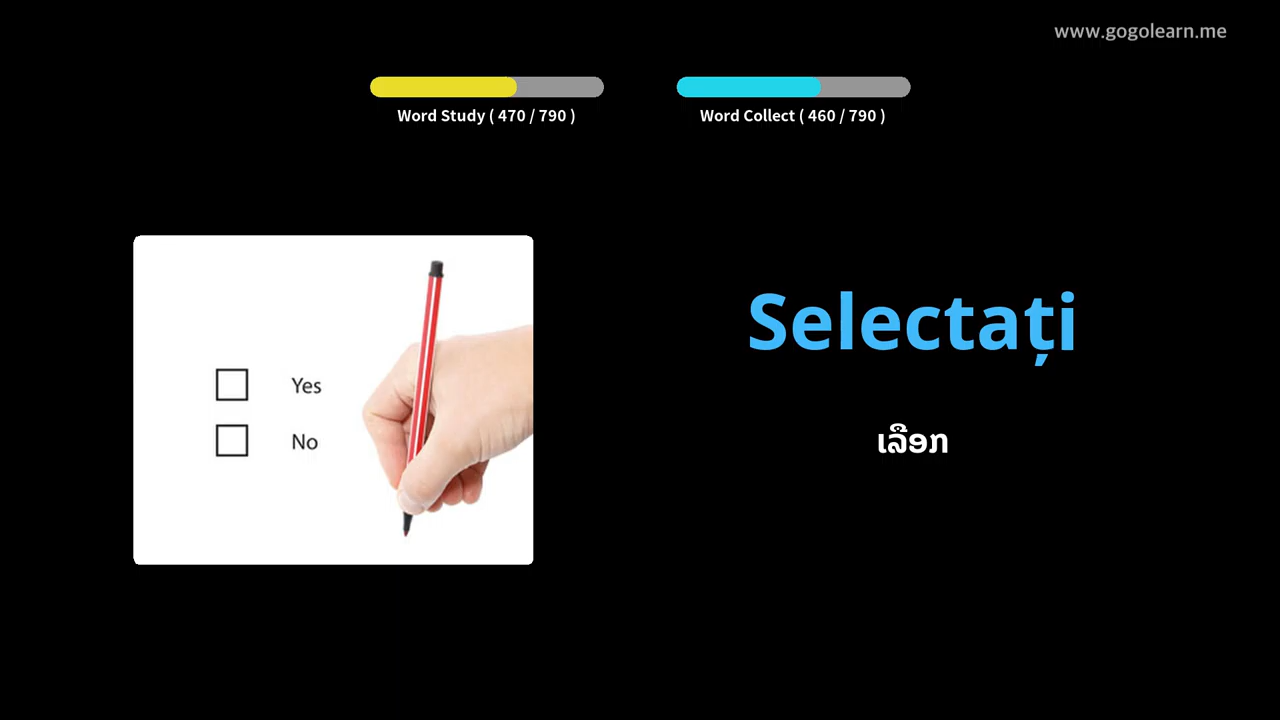 www.gogolearn.me
Word Study ( 470 / 790 )
Word Collect ( 460 / 790 )
Yes
No
Selectați
ເລືອກ